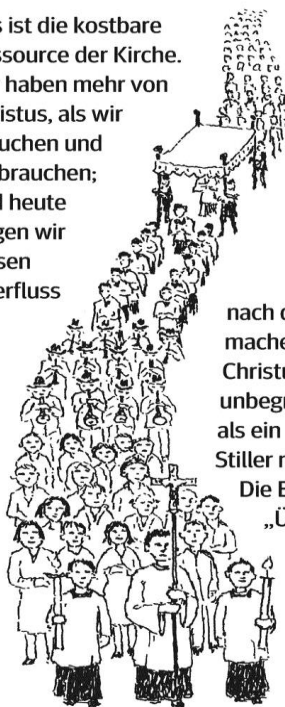 s ist die kostbare
ssource der Kirche.
r haben mehr von
istus, als wir
uchen und
brauchen;
d heute
gen wir
sen
erfluss
nach d
mache
Christu
unbegr
als ein
Stiller
Die
„Ü